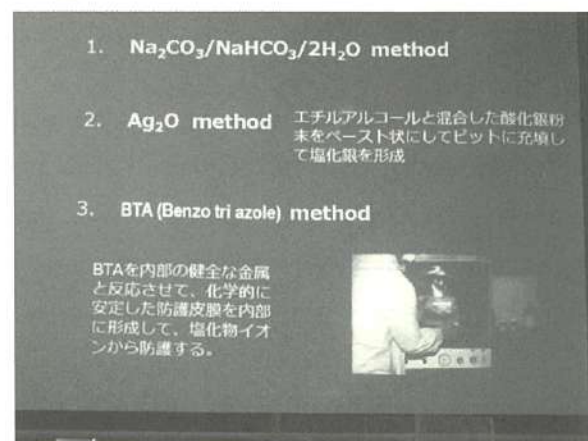 1. Na₂CO₃/NaHCO₃/2H₂O method
2. Ag₂O method
エチルアルコールと混合した酸化銀粉
末をペースト状にしてピットに充填し
て塩化銀を形成
3. BTA (Benzo tri azole) method
BTAを内部の健全な金属
と反応させて、化学的に
安定した防護皮膜を内部
に形成して、塩化物イオ
ンから防護する。